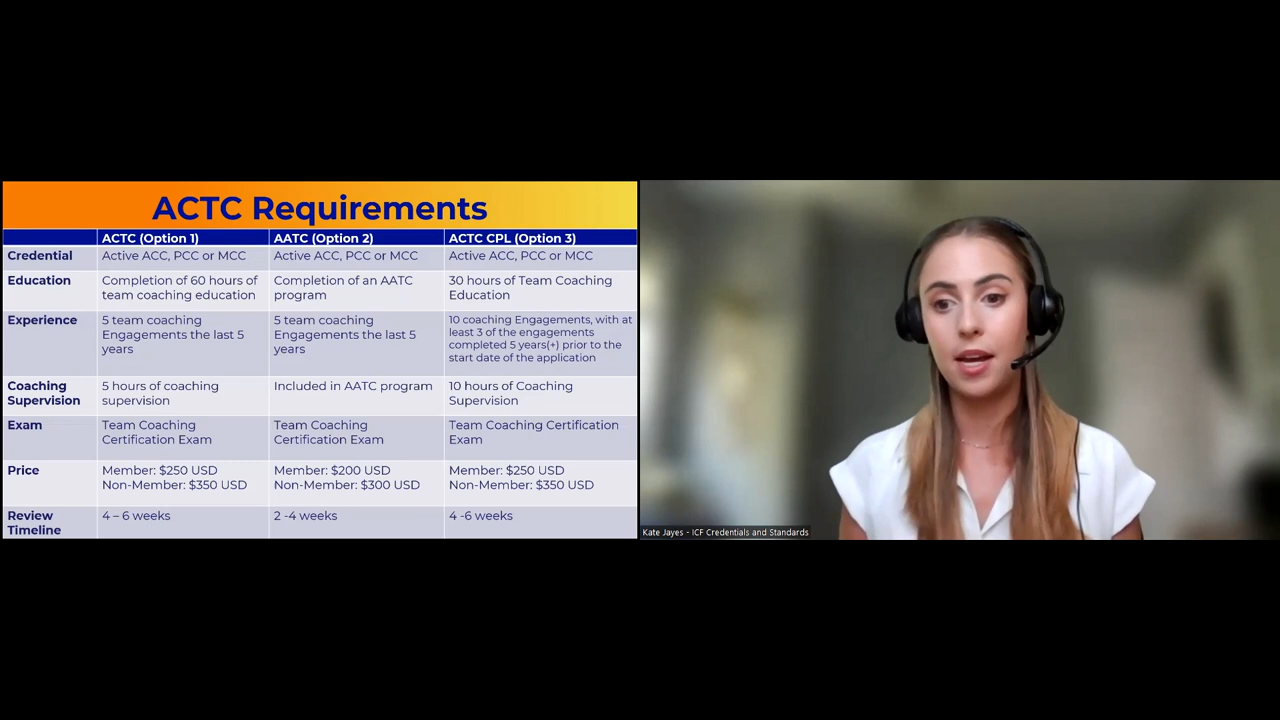 ACTC Requirements
ACTC (Option 1) AATC (Option 2) ACTC CPL (Option 3)
Credential Active ACC, PCC or MCC Active ACC, PCC or MCC Active ACC, PCC or MCC
Education
Completion of 60 hours of
team coaching education
Completion of an AATC
program
30 hours of Team Coaching
Education
Experience
5 team coaching
Engagements the last 5
years
5 team coaching
Engagements the last 5
years
10 coaching Engagements, with at
least 3 of the engagements
completed 5 years(+) prior to the
start date of the application
Coaching
Supervision
5 hours of coaching
supervision
Included in AATC program
10 hours of Coaching
Supervision
Exam
Team Coaching
Certification Exam
Team Coaching
Certification Exam
Team Coaching Certification
Exam
Price
Member: $250 USD
Non-Member: $350 USD
Member: $200 USD
Non-Member: $300 USD
Member: $250 USD
Non-Member: $350 USD
Review
Timeline
4 – 6 weeks
2 -4 weeks
4 -6 weeks
Kate Jayes - ICF Credentials and Standards